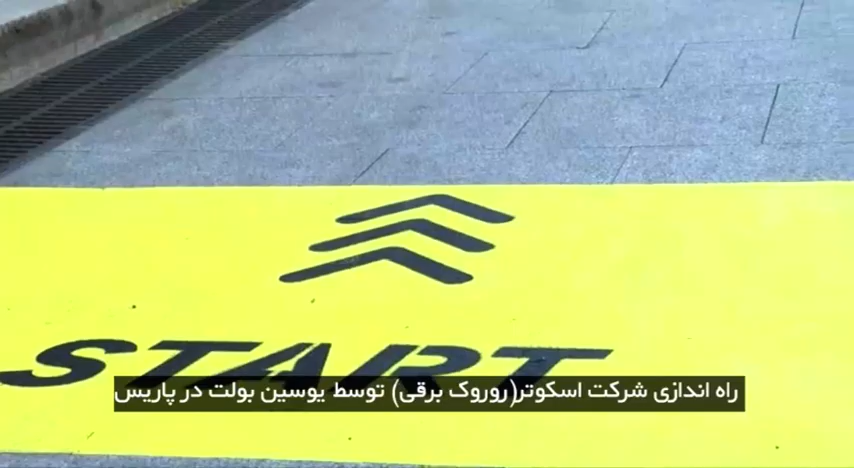 START
راه اندازی شرکت اسکوتر(روروک برقی) توسط یوسین بولت در پاریس